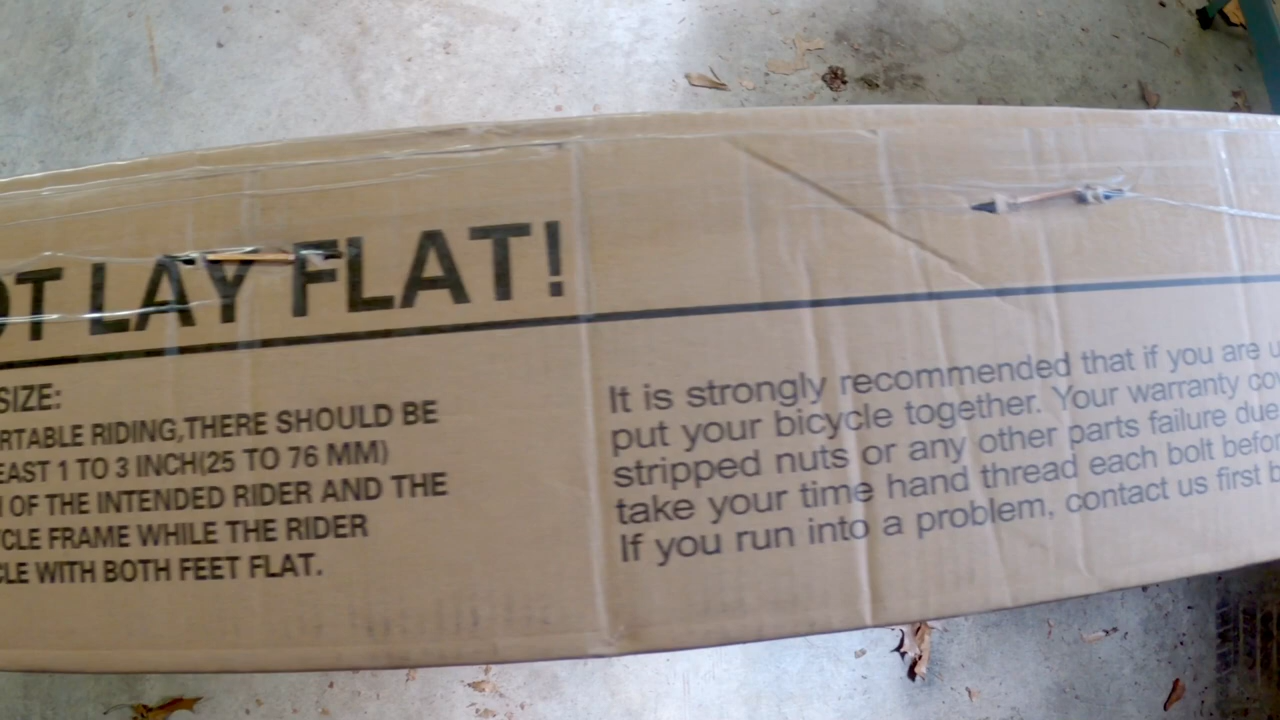 OT LAY FLAT!
SIZE:
RTABLE RIDING,THERE SHOULD BE
EAST 1 TO 3 INCH(25 TO 76 MM)
OF THE INTENDED RIDER AND THE
CLE FRAME WHILE THE RIDER
CLE WITH BOTH FEET FLAT.
It is strongly recommended that if you are u
put your bicycle together. Your warranty co
stripped nuts or any other parts failure due
take your time hand thread each bolt befor
If you run into a problem, contact us first b